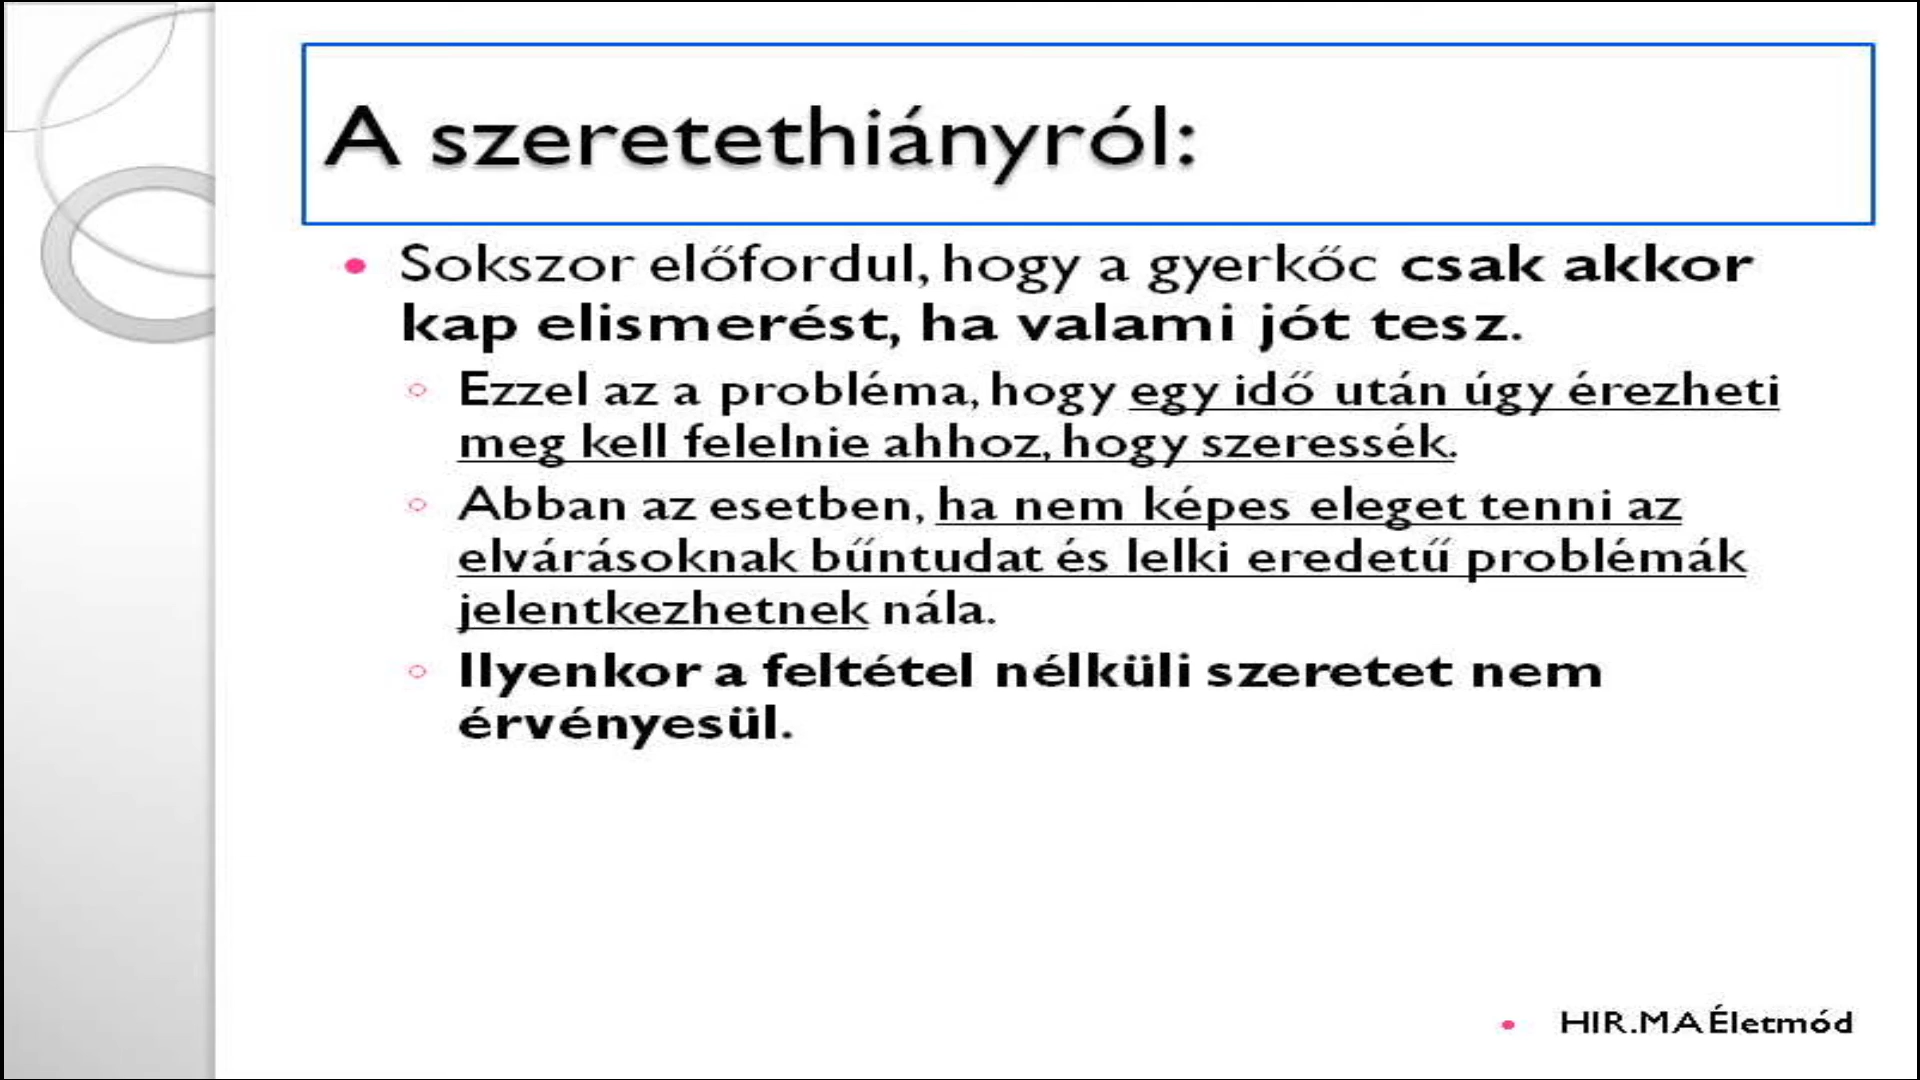 A szeretethiányról:
Sokszor előfordul, hogy a gyerkőc csak akkor
kap elismerést, ha valami jót tesz.
Ezzel az a probléma, hogy egy idő után úgy érezheti
meg kell felelnie ahhoz, hogy szeressék.
Abban az esetben, ha nem képes eleget tenni az
elvárásoknak bűntudat és lelki eredetű problémák
jelentkezhetnek nála.
Ilyenkor a feltétel nélküli szeretet nem
érvényesül.
HIR.MA Életmód